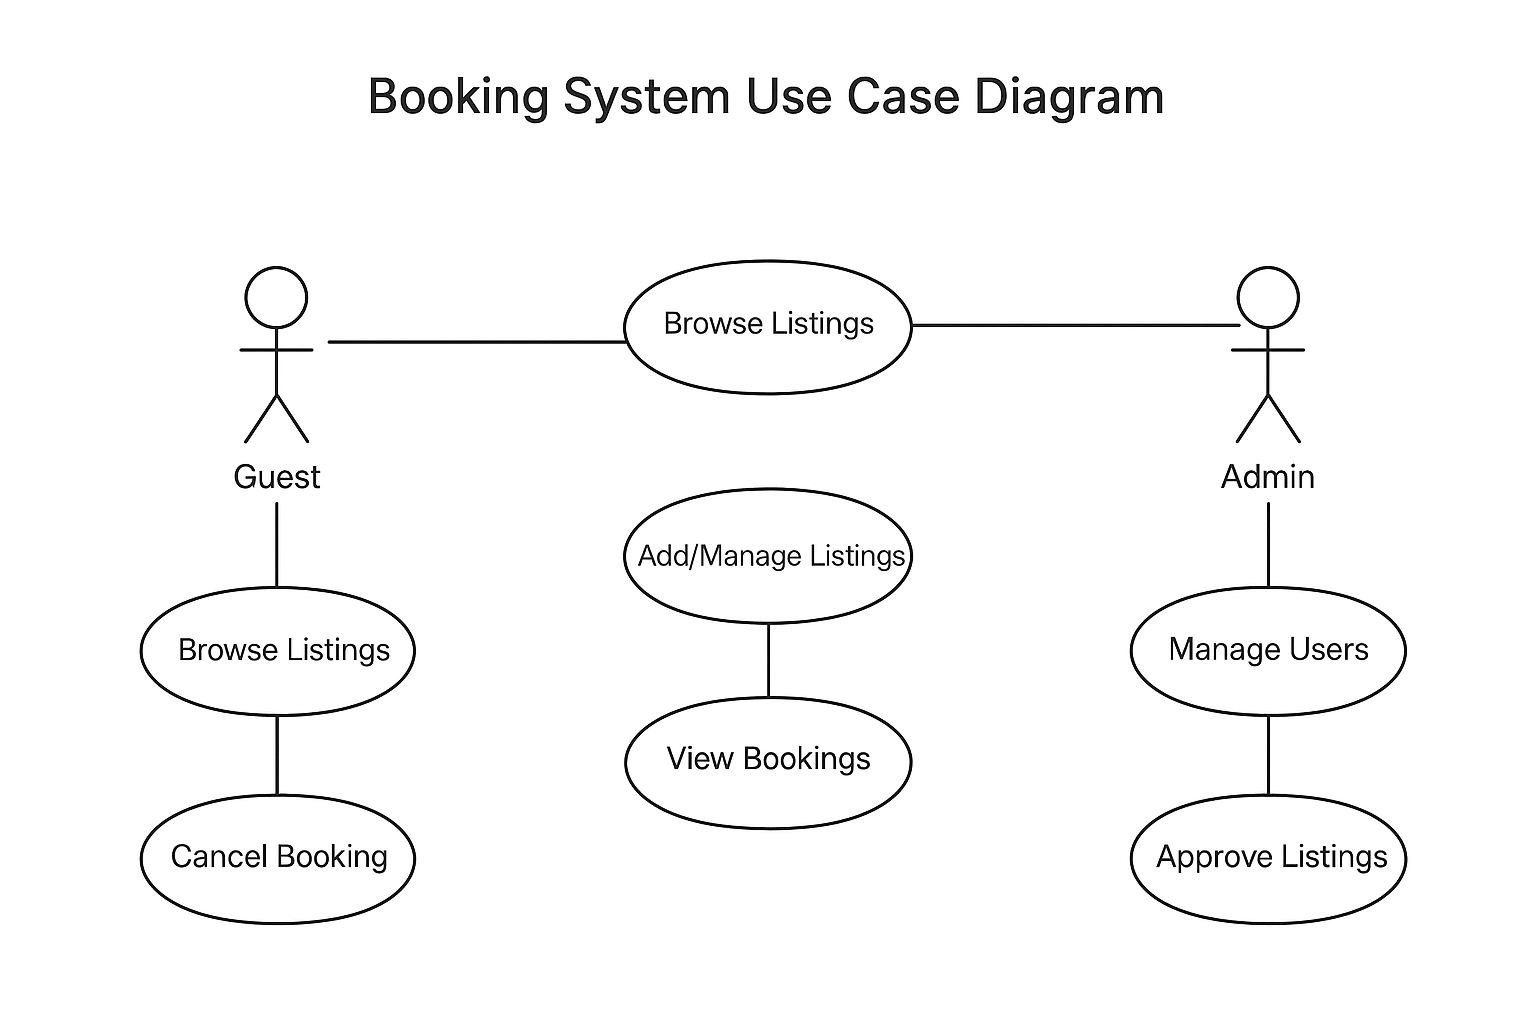 Booking System Use Case Diagram
Browse Listings
Guest
Admin
Add/Manage Listings
Browse Listings
Manage Users
View Bookings
Cancel Booking
Approve Listings